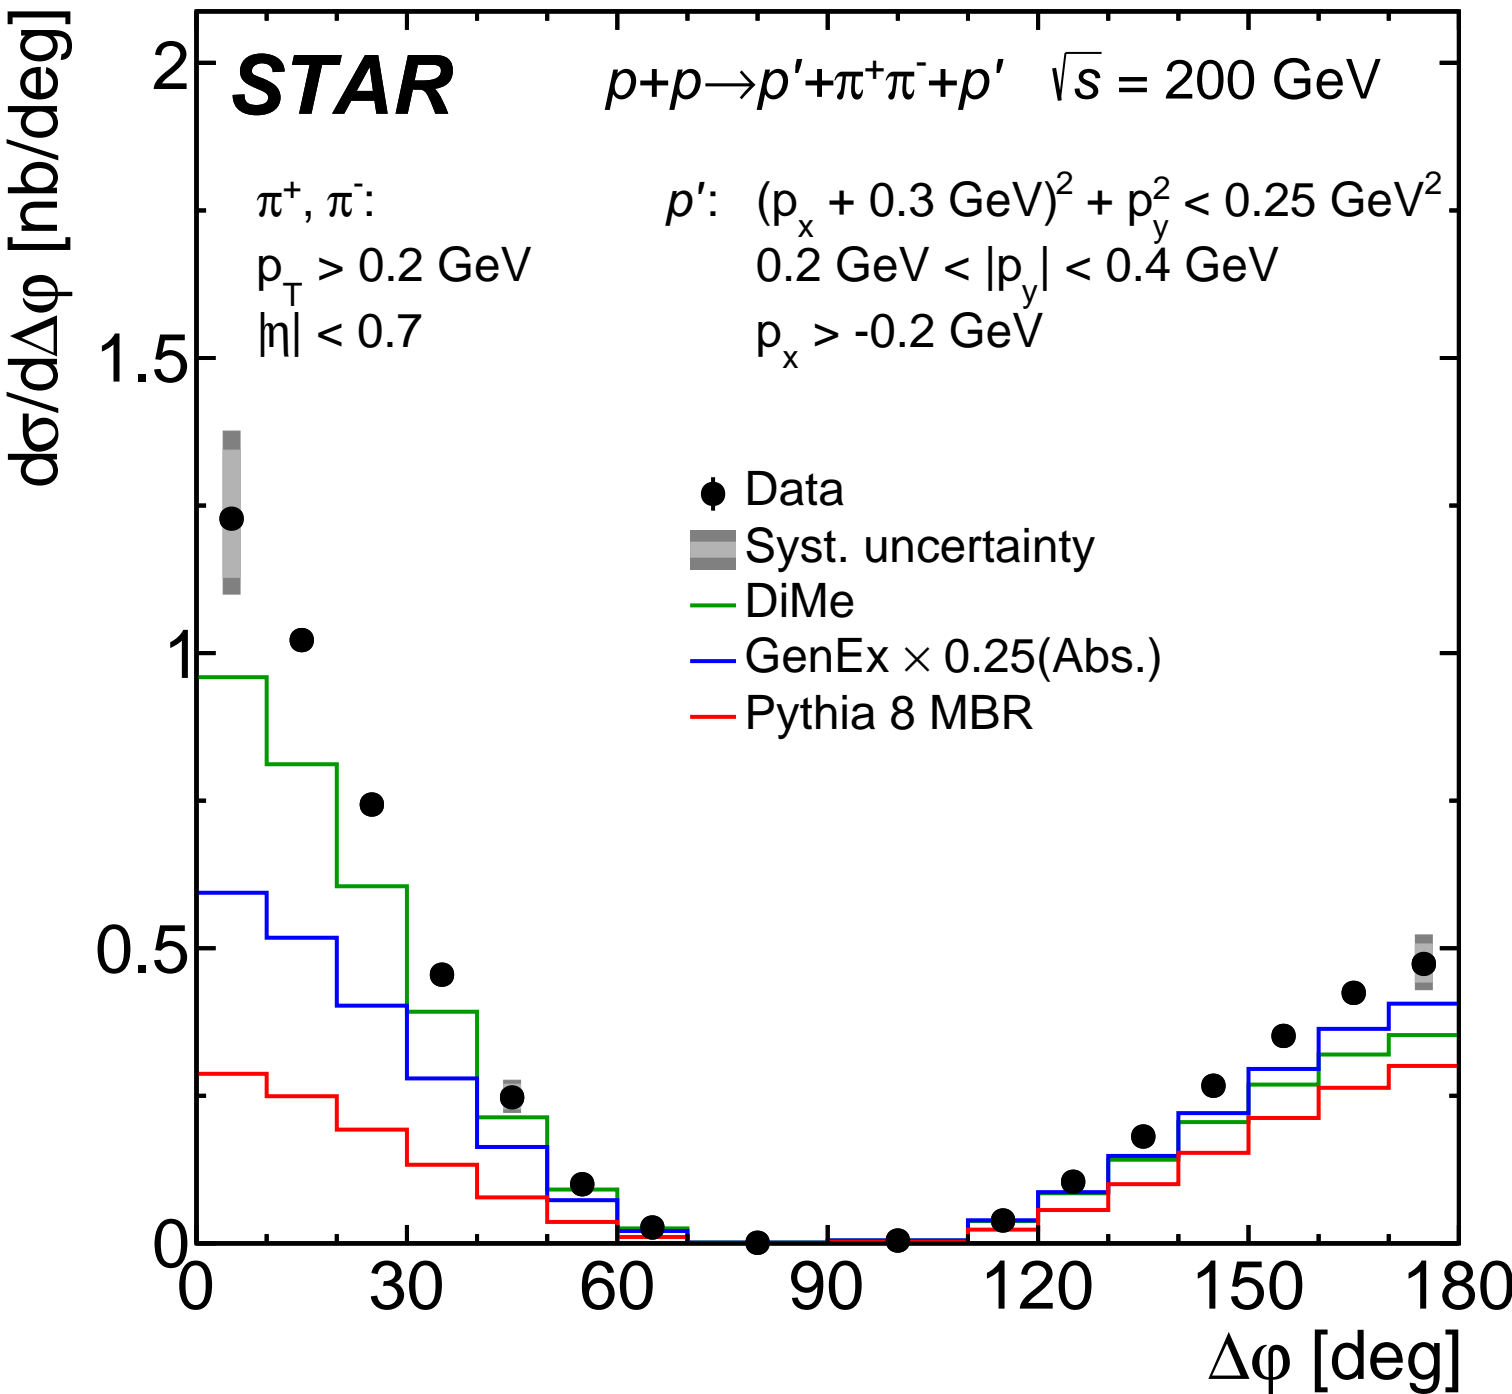 dσ/dΔφ [nb/deg]
2
1.5
1
0.5
0
STAR p+p→p′+π⁺π⁻+p′ √s = 200 GeV
π⁺, π⁻: p′: (p_x + 0.3 GeV)² + p_y² < 0.25 GeV²
p_T > 0.2 GeV 0.2 GeV < |p_y| < 0.4 GeV
|η| < 0.7 p_x > -0.2 GeV
Data
Syst. uncertainty
DiMe
GenEx × 0.25(Abs.)
Pythia 8 MBR
0 30 60 90 120 150 180
Δφ [deg]